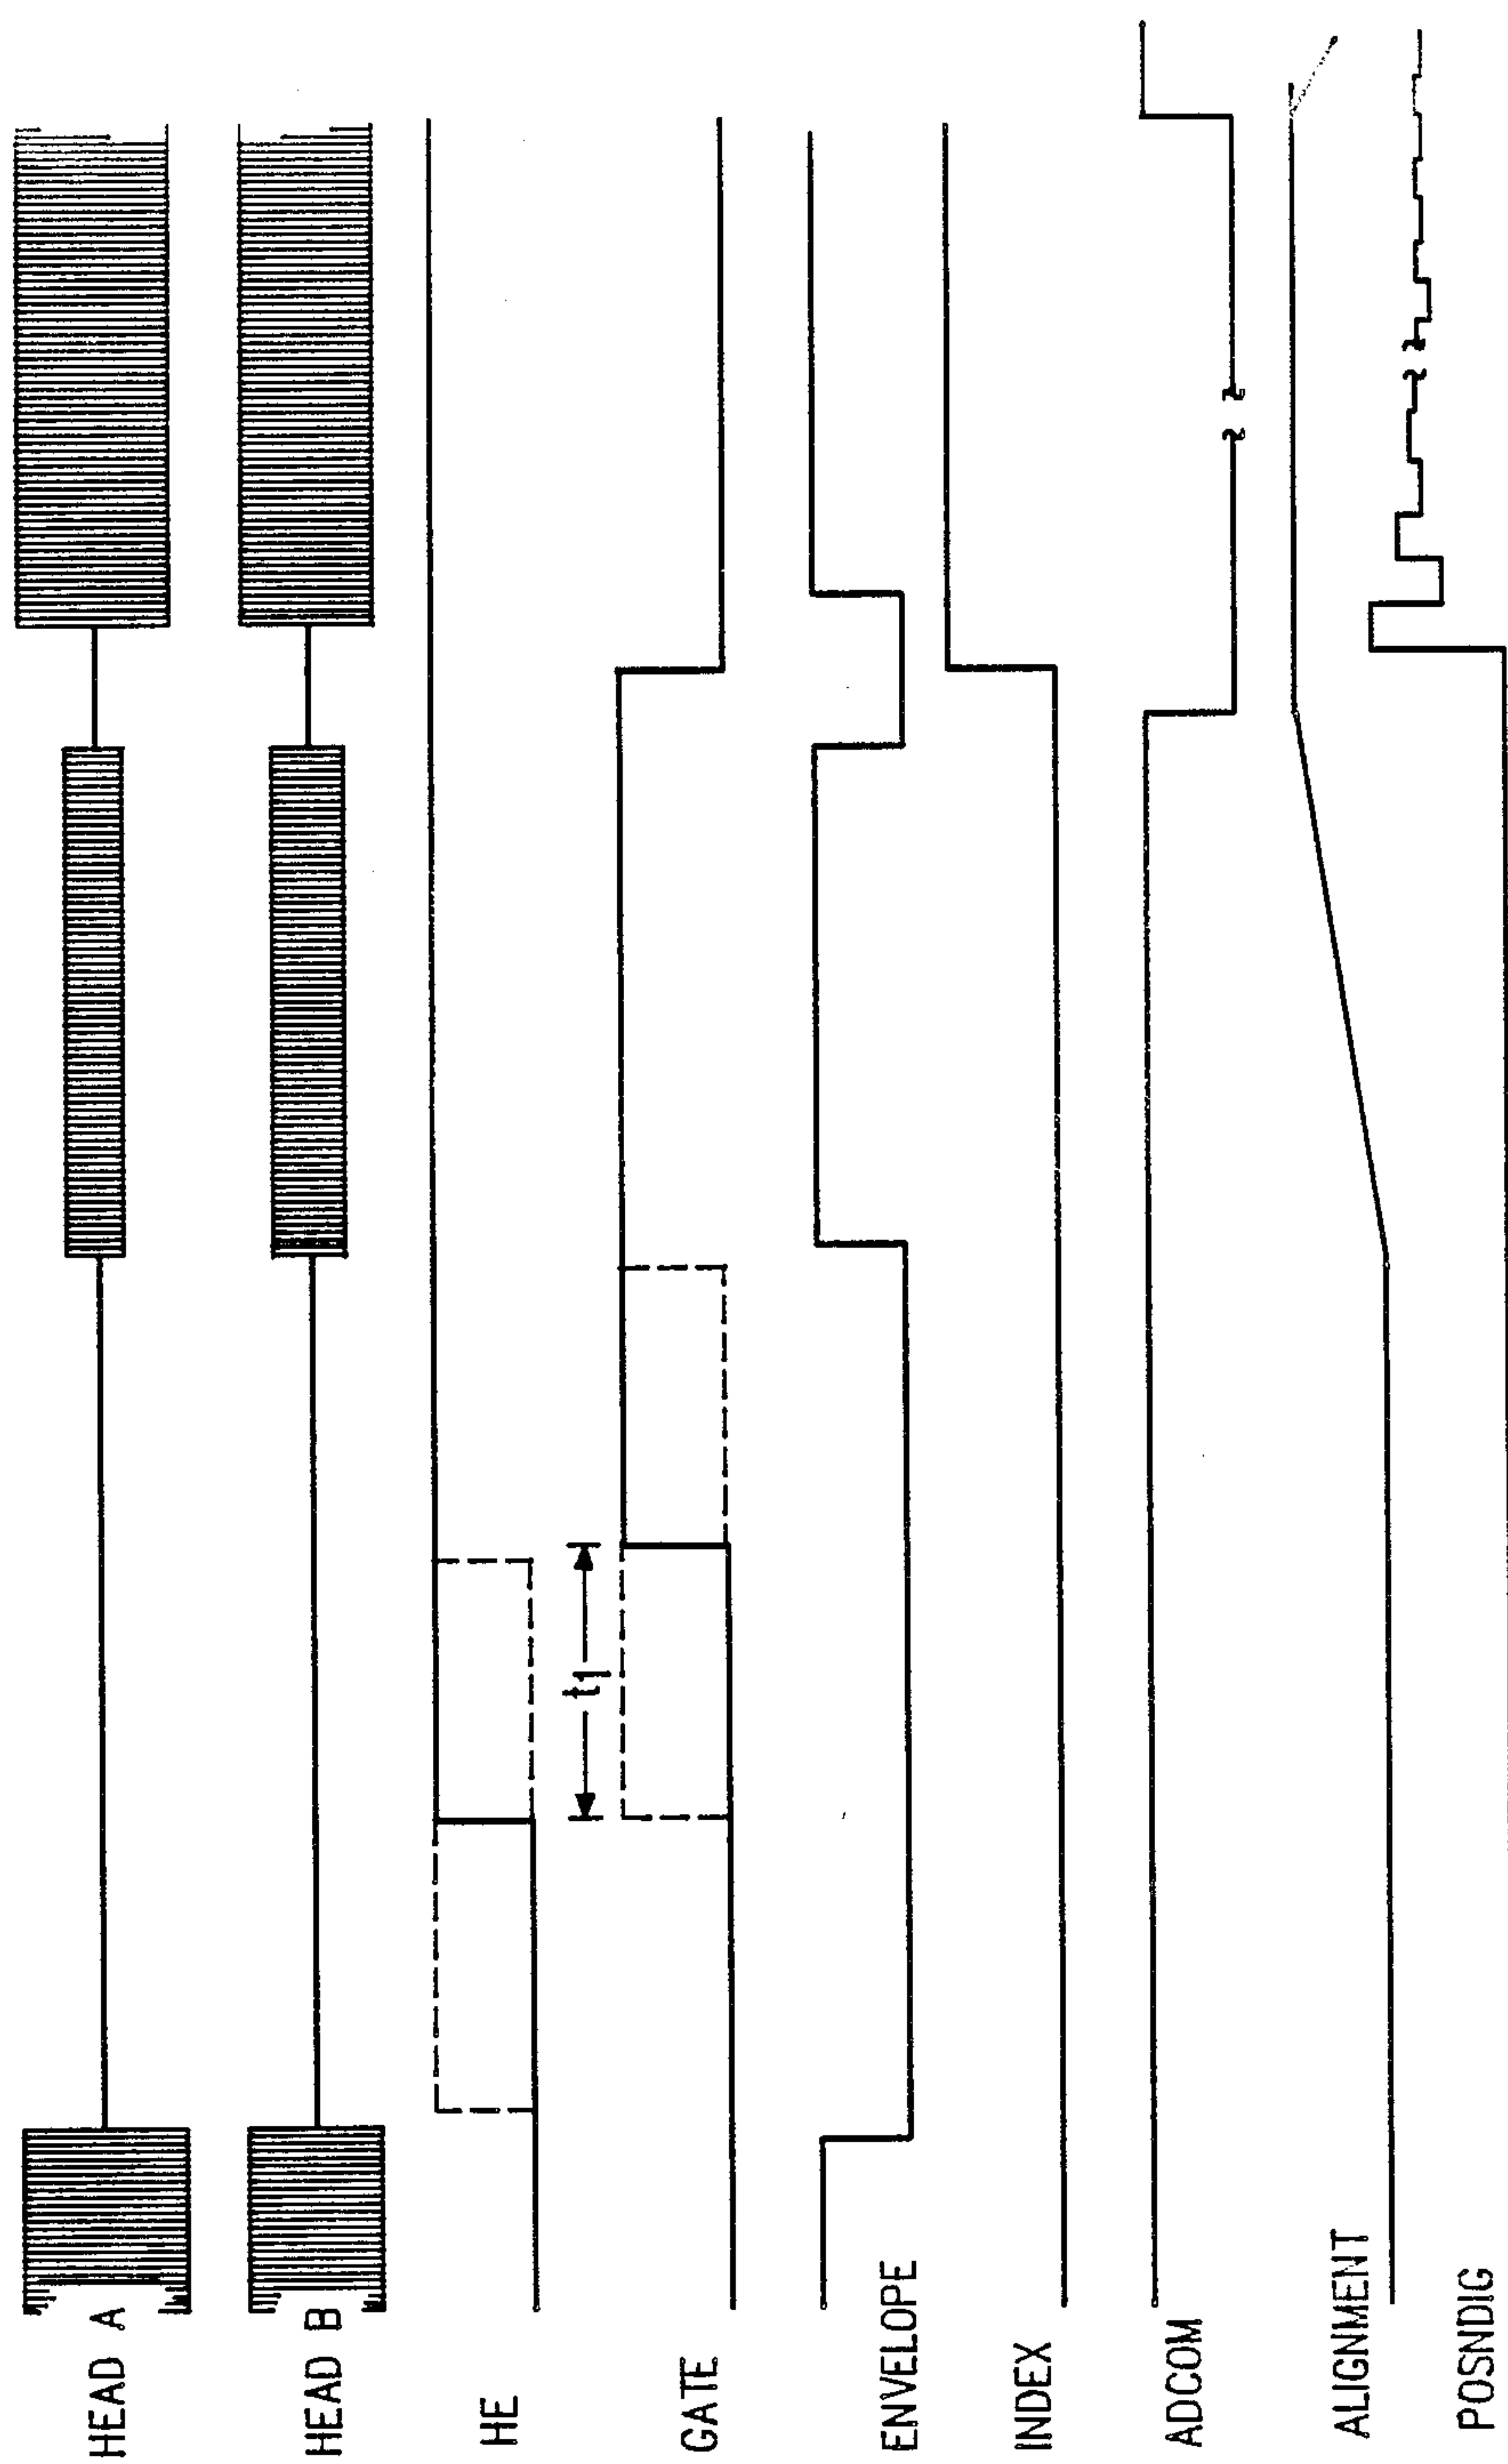 HEAD A
HEAD B
HE
t1
GATE
ENVELOPE
INDEX
ADCOM
ALIGNMENT
POSNDIG